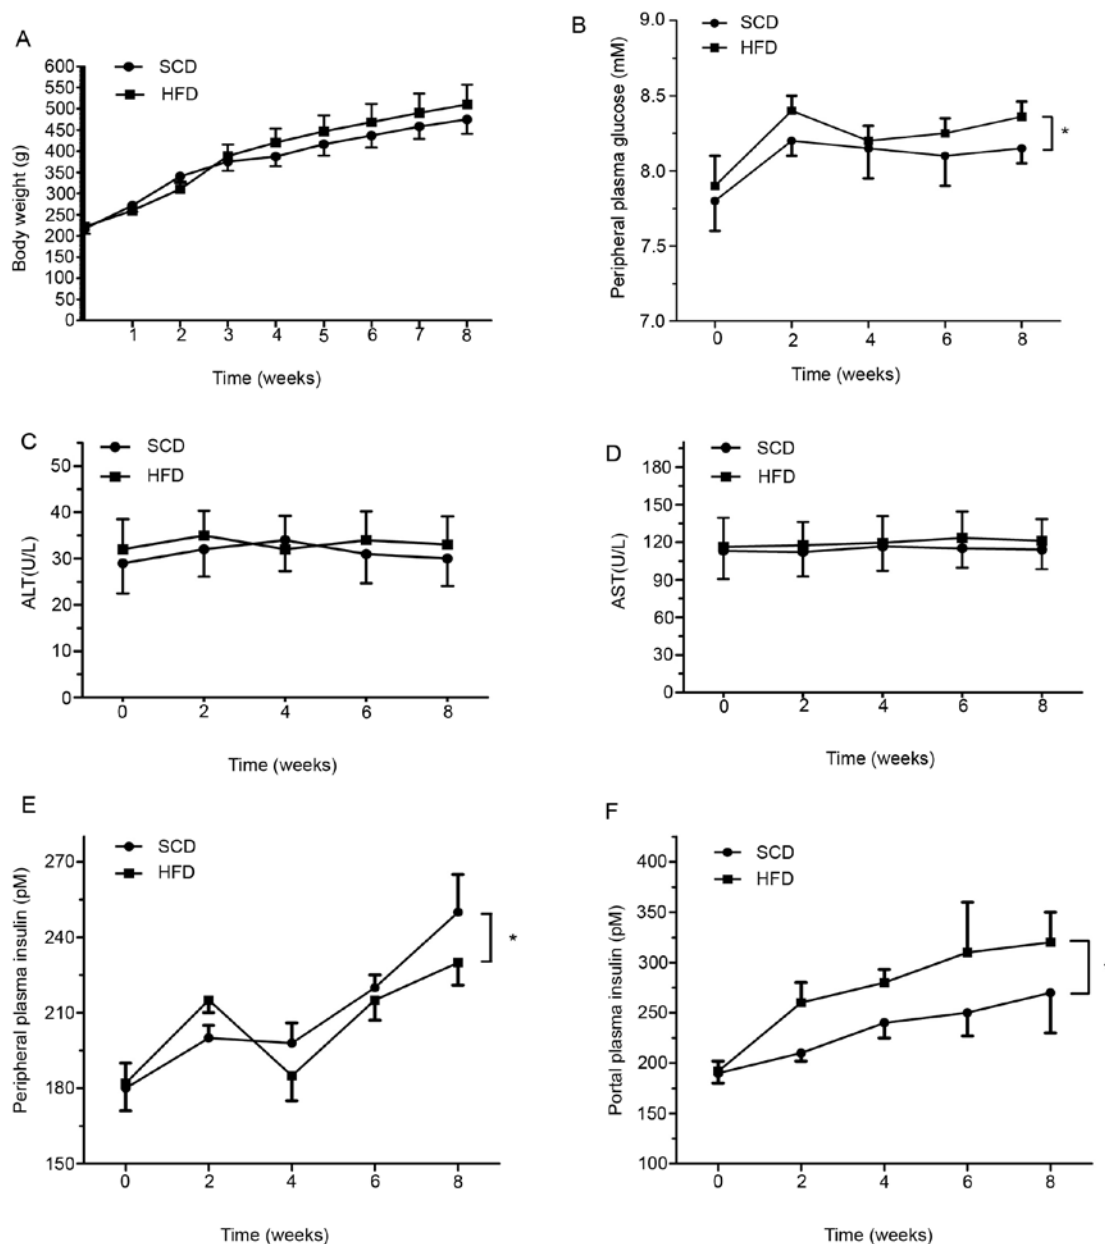 A
SCD
HFD
600
550
500
450
400
350
300
250
200
150
100
50
0
Body weight (g)
1 2 3 4 5 6 7 8
Time (weeks)
B
SCD
HFD
9.0
8.5
8.0
7.5
7.0
Peripheral plasma glucose (mM)
*
0 2 4 6 8
Time (weeks)
C
SCD
HFD
50
40
30
20
10
0
ALT(U/L)
0 2 4 6 8
Time (weeks)
D
SCD
HFD
180
150
120
90
60
30
0
AST(U/L)
0 2 4 6 8
Time (weeks)
E
SCD
HFD
270
240
210
180
150
Peripheral plasma insulin (pM)
*
0 2 4 6 8
Time (weeks)
F
SCD
HFD
400
350
300
250
200
150
100
Portal plasma insulin (pM)
0 2 4 6 8
Time (weeks)